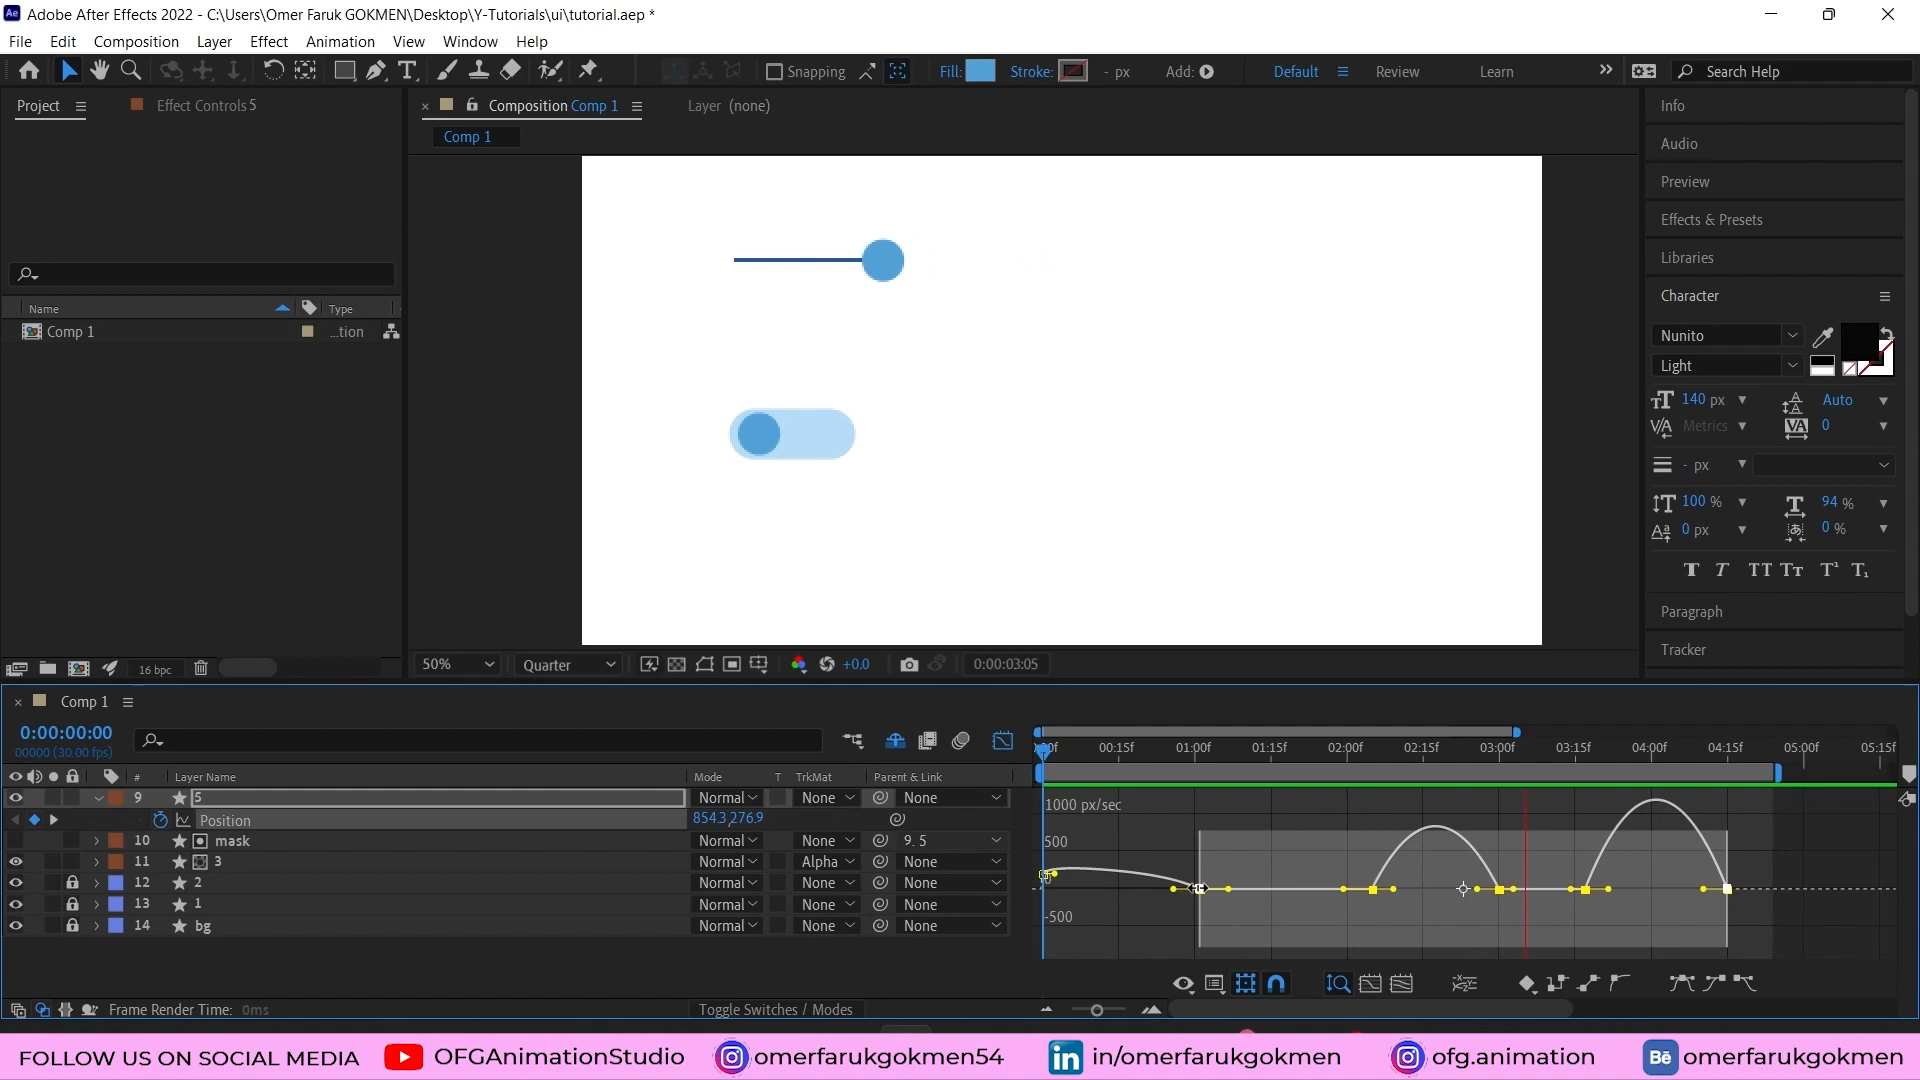 Adobe After Effects 2022 - C:\Users\Omer Faruk GOKMEN\Desktop\Y-Tutorials\ui\tutorial.aep *
File Edit Composition Layer Effect Animation View Window Help
Snapping Fill: Stroke: - px Add: Default Review Learn Search Help
Project Effect Controls 5 Composition Comp 1 Layer (none)
Comp 1
Name Type
Comp 1 ...tion
16 bpc
50% Quarter +0.0 0:00:03:05
Info
Audio
Preview
Effects & Presets
Libraries
Character
Nunito
Light
140 px Auto
Metrics 0
- px
100 % 94 %
0 px 0 %
Paragraph
Tracker
Comp 1
0:00:00:00
00000 (30.00 fps)
00f 00:15f 01:00f 01:15f 02:00f 02:15f 03:00f 03:15f 04:00f 04:15f 05:00f 05:15f
# Layer Name Mode T TrkMat Parent & Link
9 5 Normal None None
Position 854.3,276.9
10 mask Normal None 9. 5
11 3 Normal Alpha None
12 2 Normal None None
13 1 Normal None None
14 bg Normal None None
1000 px/sec
500
0
-500
Frame Render Time: 0ms
Toggle Switches / Modes
FOLLOW US ON SOCIAL MEDIA OFGAnimationStudio omerfarukgokmen54 in in/omerfarukgokmen ofg.animation Bē omerfarukgokmen